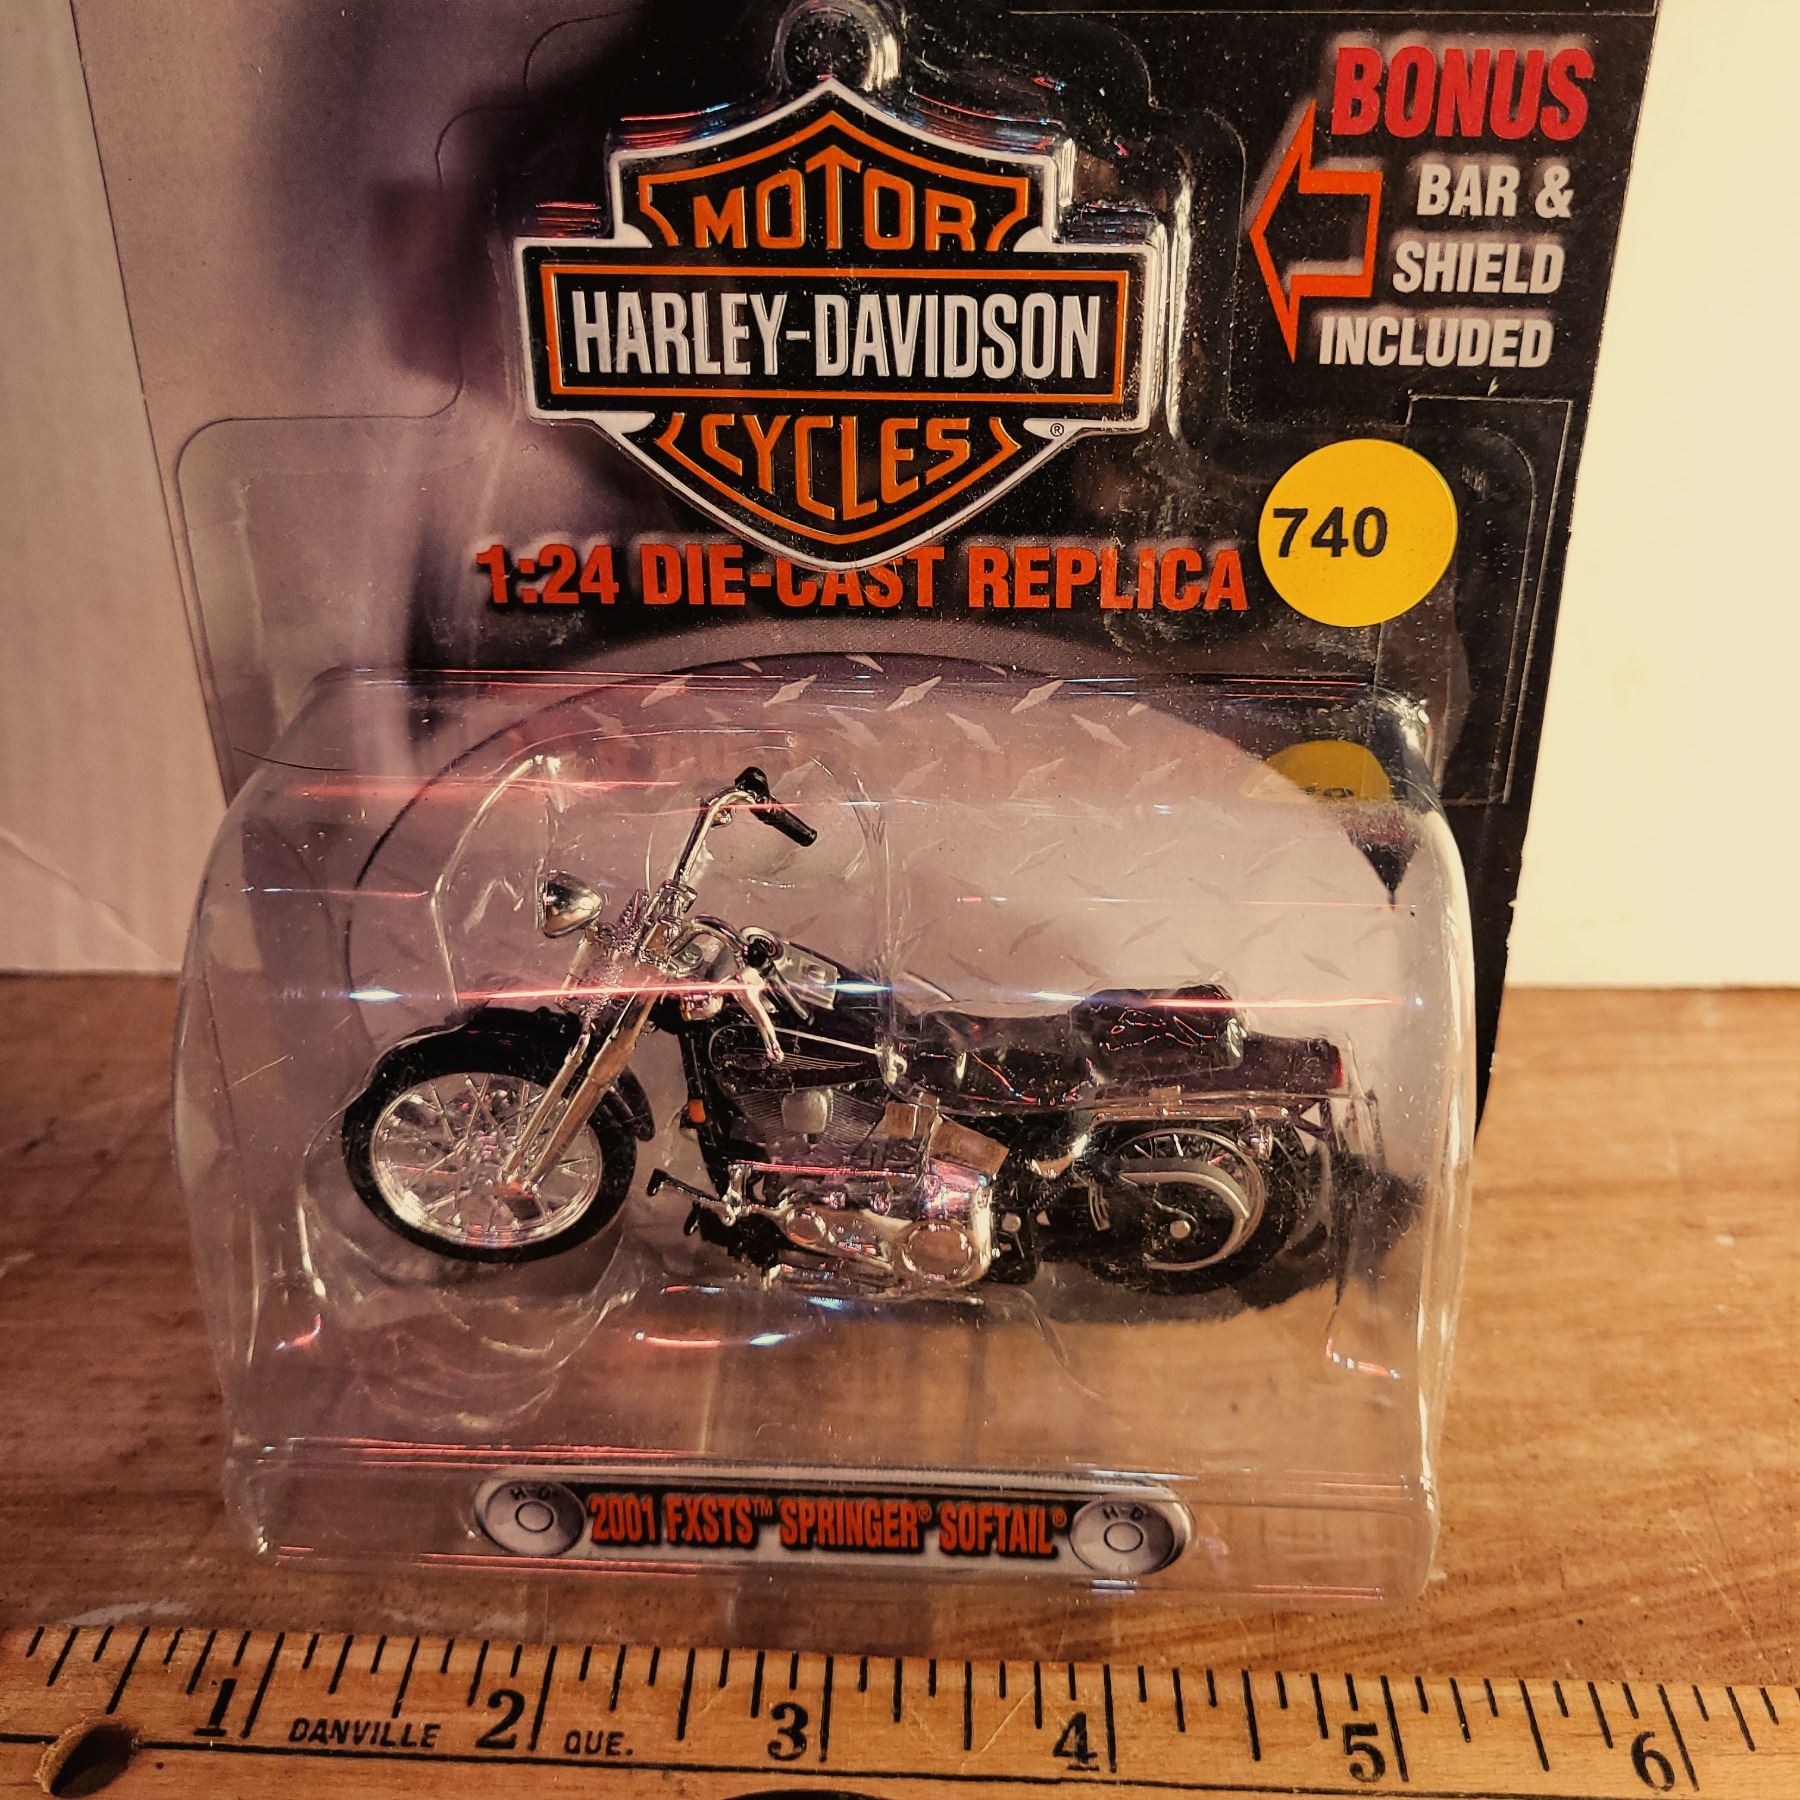 BONUS
BAR &
SHIELD
INCLUDED
MOTOR
HARLEY-DAVIDSON
CYCLES
®
740
1:24 DIE-CAST REPLICA
H-D 2001 FXSTS™ SPRINGER® SOFTAIL® H-D
1 2 3 4 5 6
DANVILLE QUE.